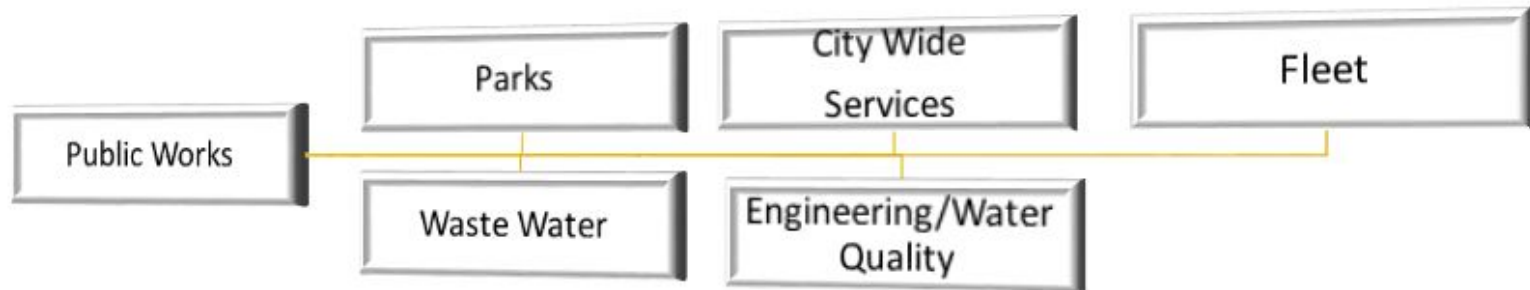 Public Works
Parks
City Wide
Services
Fleet
Waste Water
Engineering/Water
Quality